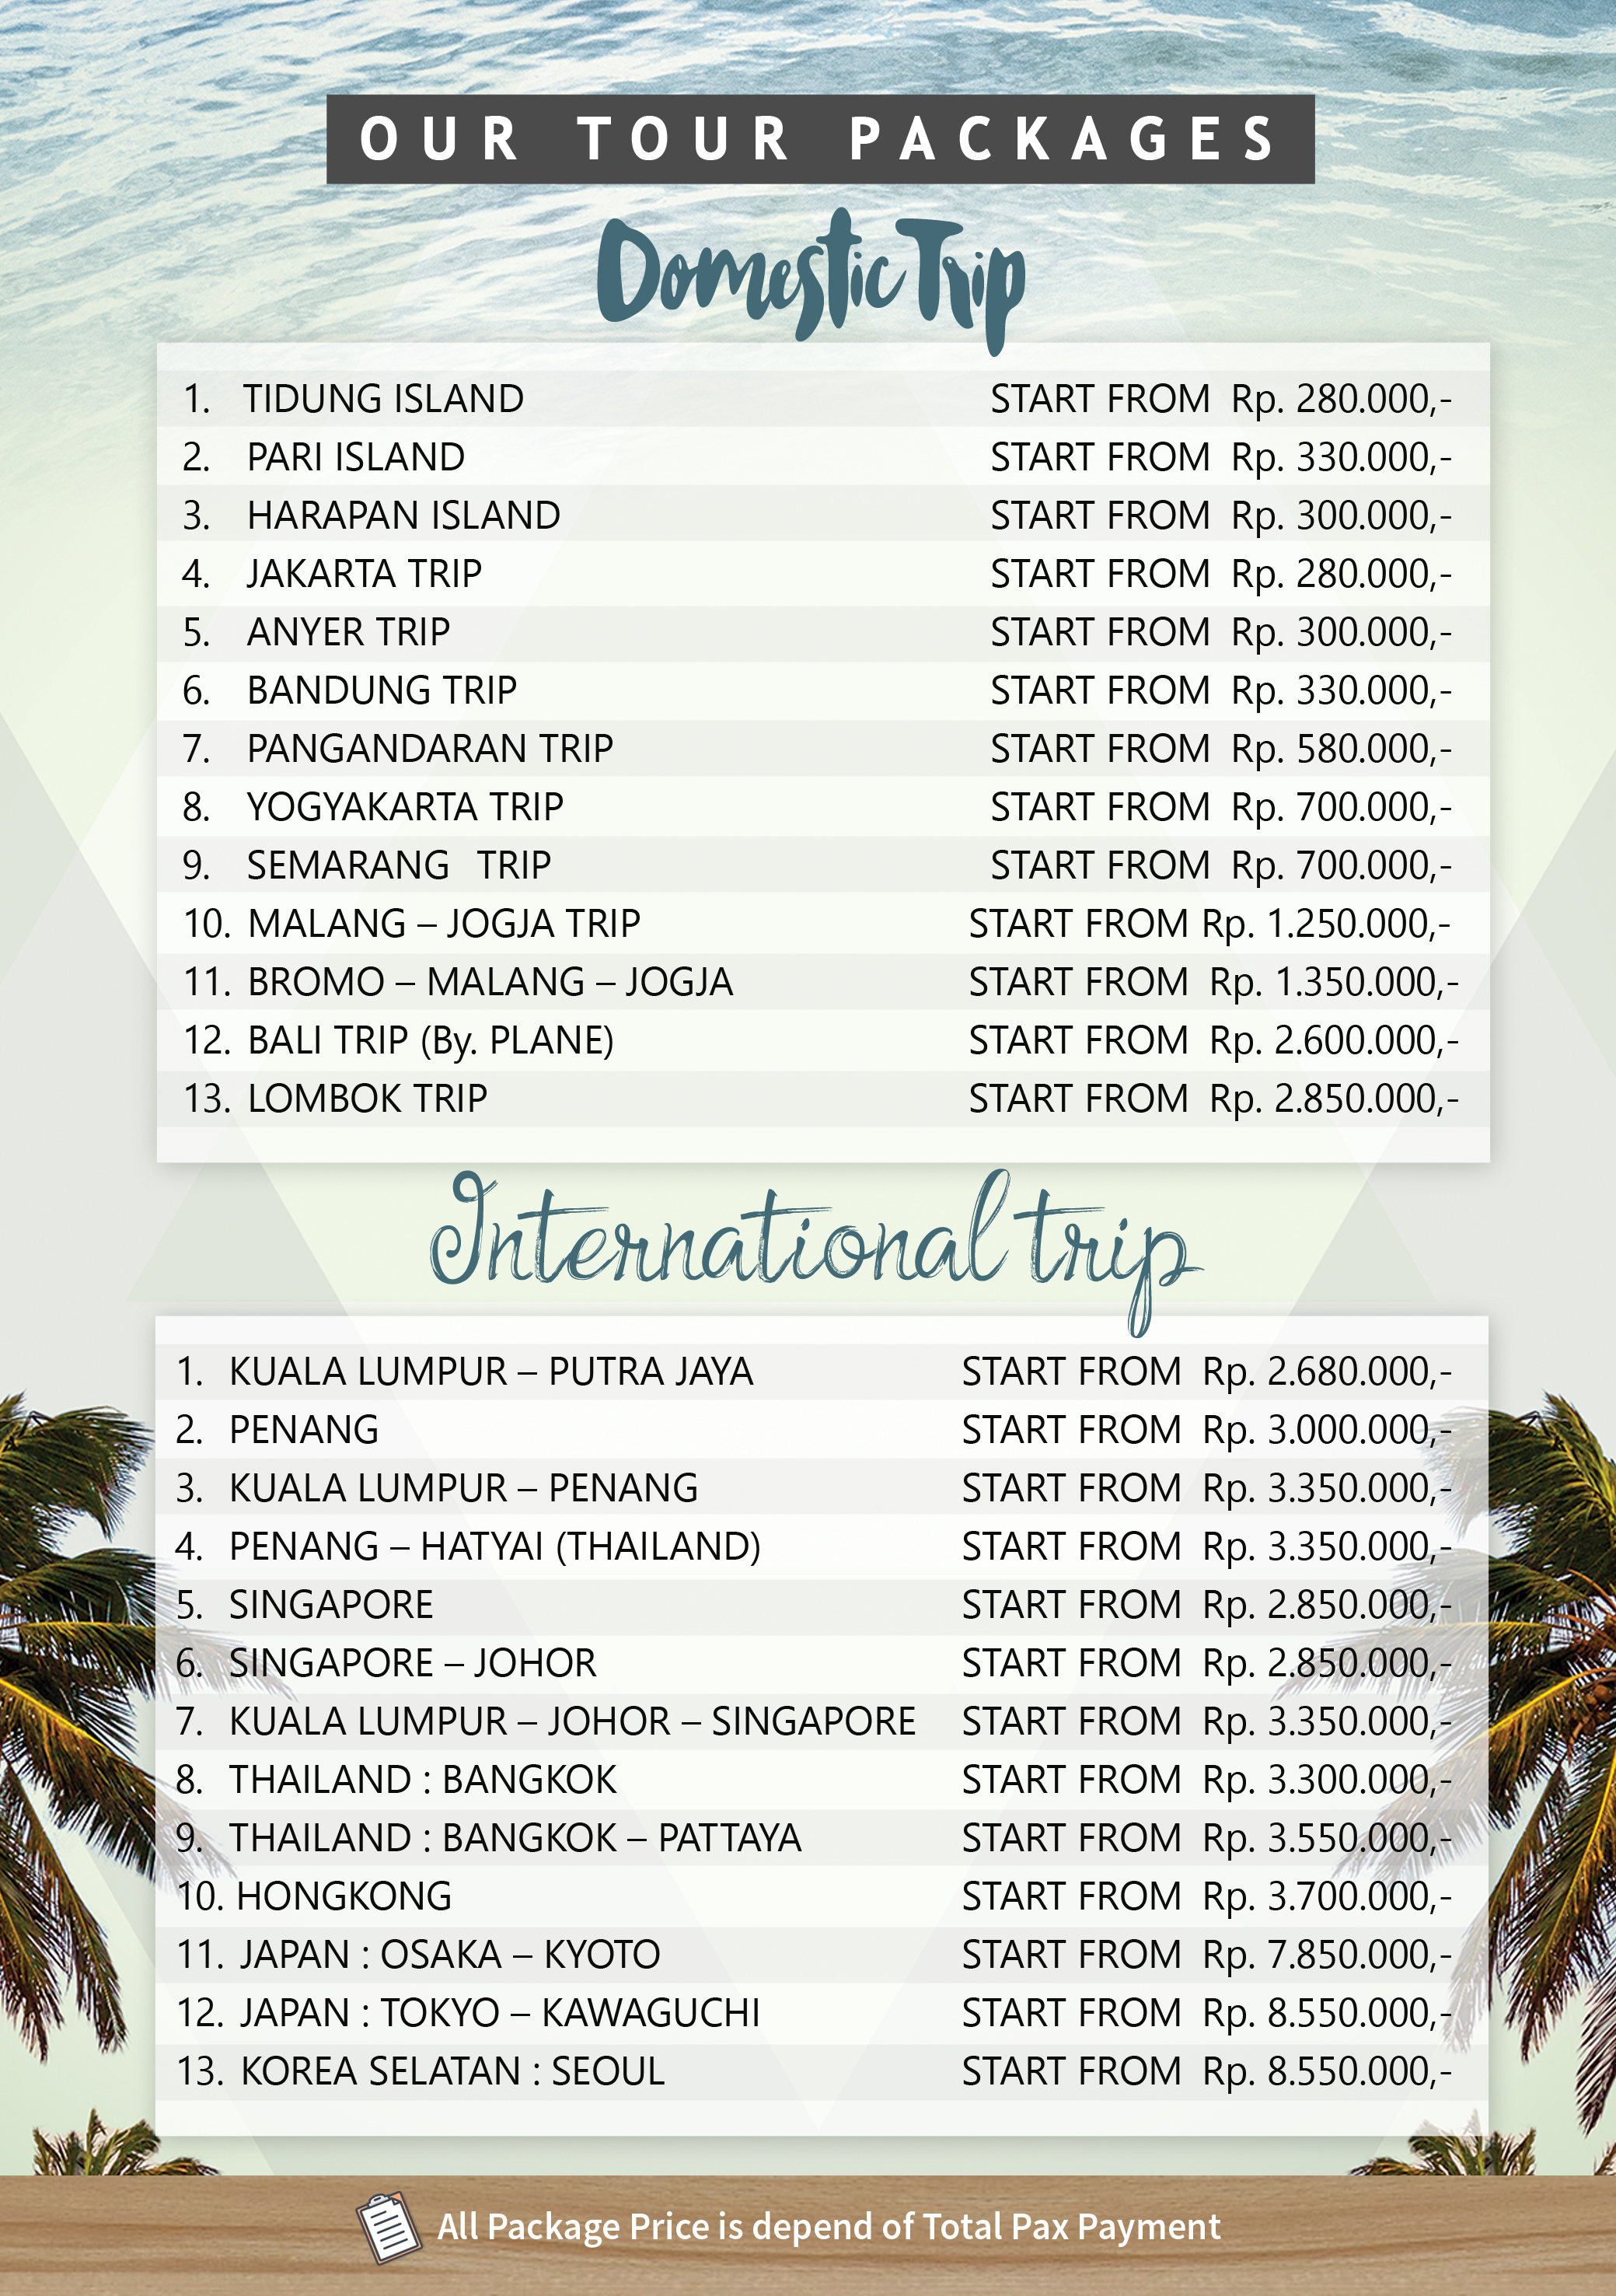 OUR TOUR PACKAGES
Domestic Trip
1. TIDUNG ISLAND START FROM Rp. 280.000,-
2. PARI ISLAND START FROM Rp. 330.000,-
3. HARAPAN ISLAND START FROM Rp. 300.000,-
4. JAKARTA TRIP START FROM Rp. 280.000,-
5. ANYER TRIP START FROM Rp. 300.000,-
6. BANDUNG TRIP START FROM Rp. 330.000,-
7. PANGANDARAN TRIP START FROM Rp. 580.000,-
8. YOGYAKARTA TRIP START FROM Rp. 700.000,-
9. SEMARANG TRIP START FROM Rp. 700.000,-
10. MALANG – JOGJA TRIP START FROM Rp. 1.250.000,-
11. BROMO – MALANG – JOGJA START FROM Rp. 1.350.000,-
12. BALI TRIP (By. PLANE) START FROM Rp. 2.600.000,-
13. LOMBOK TRIP START FROM Rp. 2.850.000,-
International trip
1. KUALA LUMPUR – PUTRA JAYA START FROM Rp. 2.680.000,-
2. PENANG START FROM Rp. 3.000.000,-
3. KUALA LUMPUR – PENANG START FROM Rp. 3.350.000,-
4. PENANG – HATYAI (THAILAND) START FROM Rp. 3.350.000,-
5. SINGAPORE START FROM Rp. 2.850.000,-
6. SINGAPORE – JOHOR START FROM Rp. 2.850.000,-
7. KUALA LUMPUR – JOHOR – SINGAPORE START FROM Rp. 3.350.000,-
8. THAILAND : BANGKOK START FROM Rp. 3.300.000,-
9. THAILAND : BANGKOK – PATTAYA START FROM Rp. 3.550.000,-
10. HONGKONG START FROM Rp. 3.700.000,-
11. JAPAN : OSAKA – KYOTO START FROM Rp. 7.850.000,-
12. JAPAN : TOKYO – KAWAGUCHI START FROM Rp. 8.550.000,-
13. KOREA SELATAN : SEOUL START FROM Rp. 8.550.000,-
All Package Price is depend of Total Pax Payment